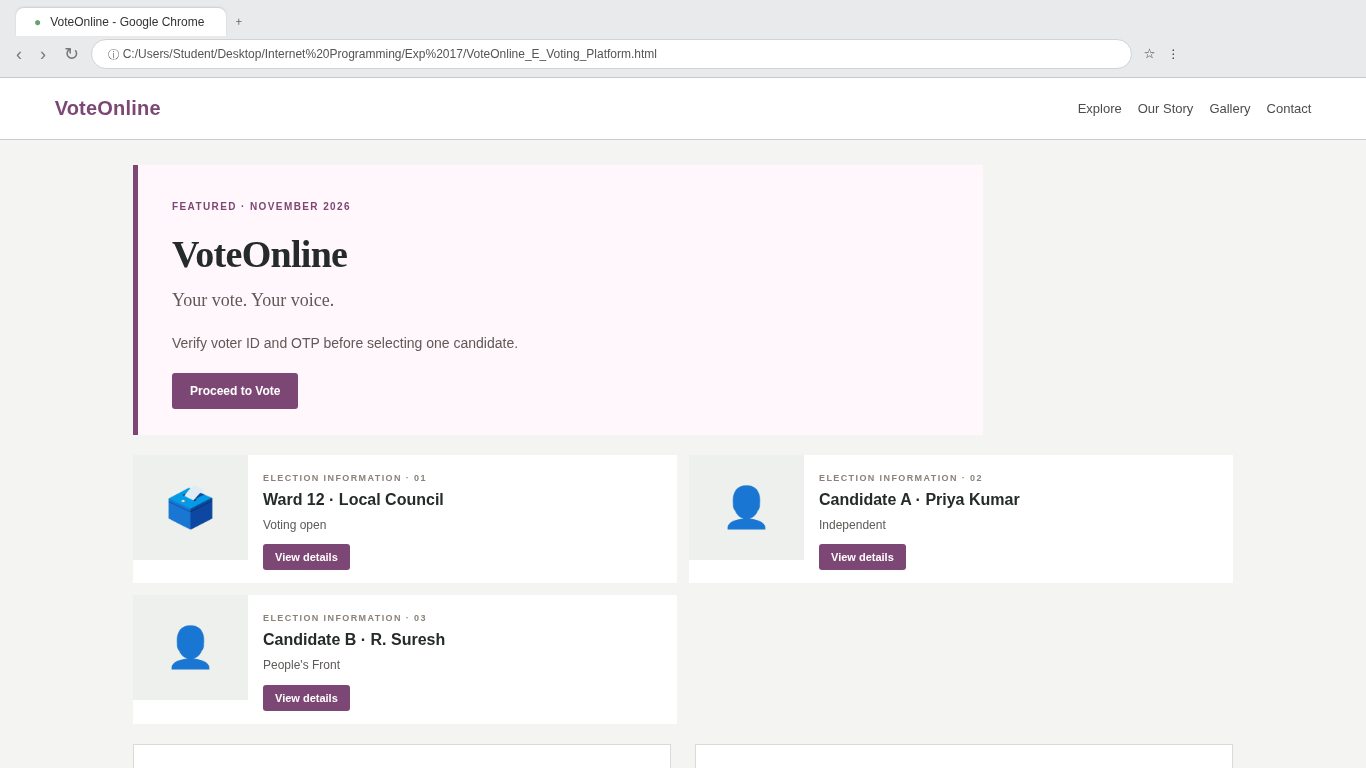 VoteOnline - Google Chrome
+
C:/Users/Student/Desktop/Internet%20Programming/Exp%2017/VoteOnline_E_Voting_Platform.html
VoteOnline
Explore Our Story Gallery Contact
FEATURED · NOVEMBER 2026
VoteOnline
Your vote. Your voice.
Verify voter ID and OTP before selecting one candidate.
Proceed to Vote
ELECTION INFORMATION · 01
Ward 12 · Local Council
Voting open
View details
ELECTION INFORMATION · 02
Candidate A · Priya Kumar
Independent
View details
ELECTION INFORMATION · 03
Candidate B · R. Suresh
People's Front
View details